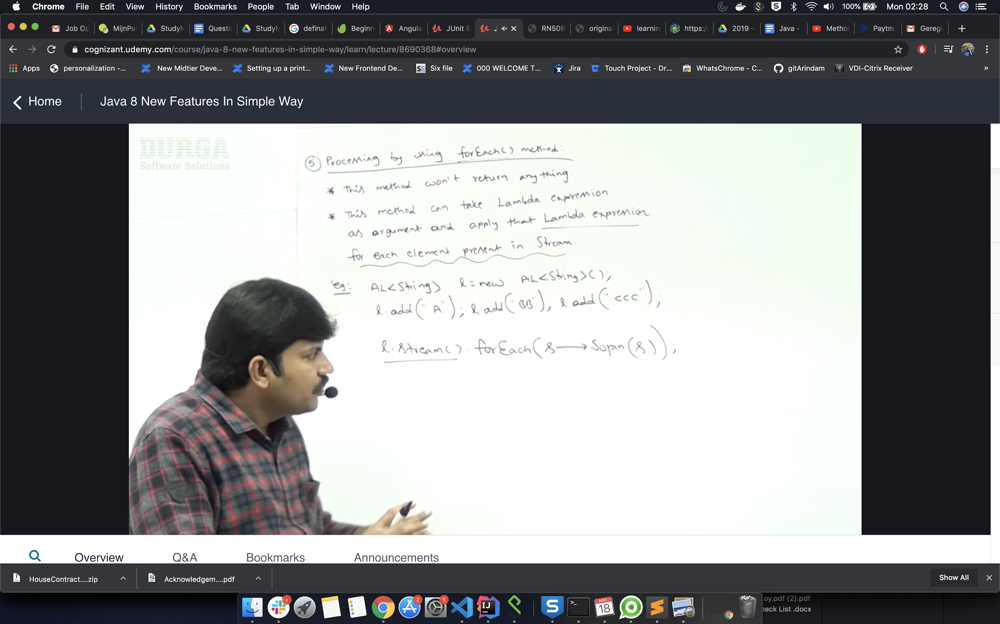 Chrome File Edit View History Bookmarks People Tab Window Help 100% Mon 02:28
Job Op MijnPa StudyM Questi StudyM definat Beginn Angula JUnit 5 J RN509 origina learnin https:/ 2019 - Java - Metho Paytm. Geregi
cognizant.udemy.com/course/java-8-new-features-in-simple-way/learn/lecture/8690368#overview
Apps personalization -... New Midtier Deve... Setting up a print... New Frontend De... SE Six file 000 WELCOME T... Jira Touch Project - Dr... WhatsChrome - C... gitArindam VDI-Citrix Receiver »
Home Java 8 New Features In Simple Way
DURGA
Software Solutions
5 Processing by using forEach() method:
* This method won't return anything.
* This method can take Lambda expression
as argument and apply that Lambda expression
for each element present in Stream.
eg: AL<String> l = new AL<String>();
l.add("A"); l.add("BB"); l.add("CCC");
l.stream().forEach(s→Sopln(s));
Overview Q&A Bookmarks Announcements
HouseContract....zip Acknowledgem....pdf Show All
.oy.pdf (2).pdf
heck List .docx
2 1 IJ S >_ MAY 18